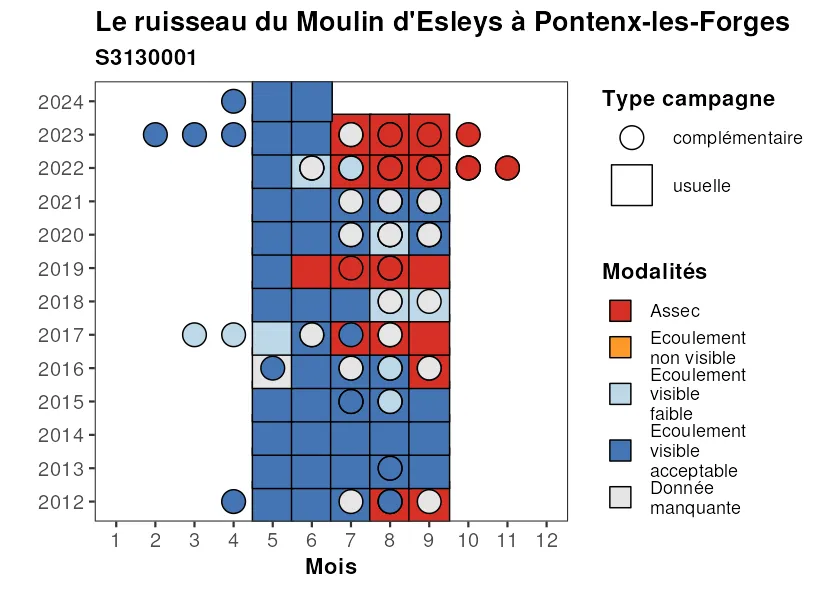 Le ruisseau du Moulin d'Esleys à Pontenx-les-Forges
S3130001
2024
2023
2022
2021
2020
2019
2018
2017
2016
2015
2014
2013
2012
1 2 3 4 5 6 7 8 9 10 11 12
Mois
Type campagne
complémentaire
usuelle
Modalités
Assec
Ecoulement
non visible
Ecoulement
visible
faible
Ecoulement
visible
acceptable
Donnée
manquante